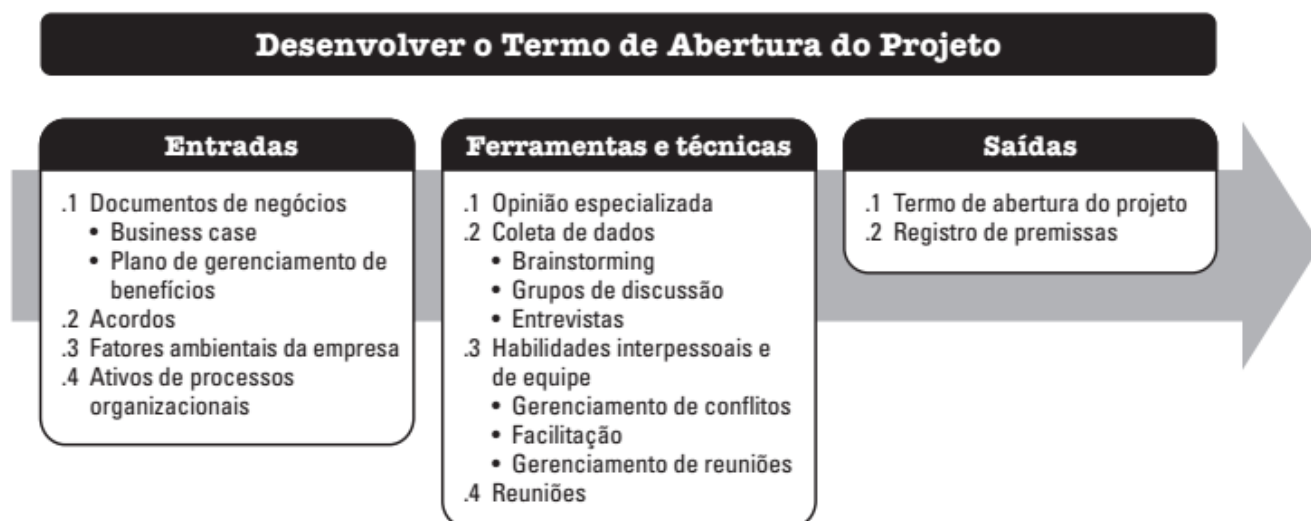 Desenvolver o Termo de Abertura do Projeto
Entradas
.1 Documentos de negócios
• Business case
• Plano de gerenciamento de
benefícios
.2 Acordos
.3 Fatores ambientais da empresa
.4 Ativos de processos
organizacionais
Ferramentas e técnicas
.1 Opinião especializada
.2 Coleta de dados
• Brainstorming
• Grupos de discussão
• Entrevistas
.3 Habilidades interpessoais e
de equipe
• Gerenciamento de conflitos
• Facilitação
• Gerenciamento de reuniões
.4 Reuniões
Saídas
.1 Termo de abertura do projeto
.2 Registro de premissas